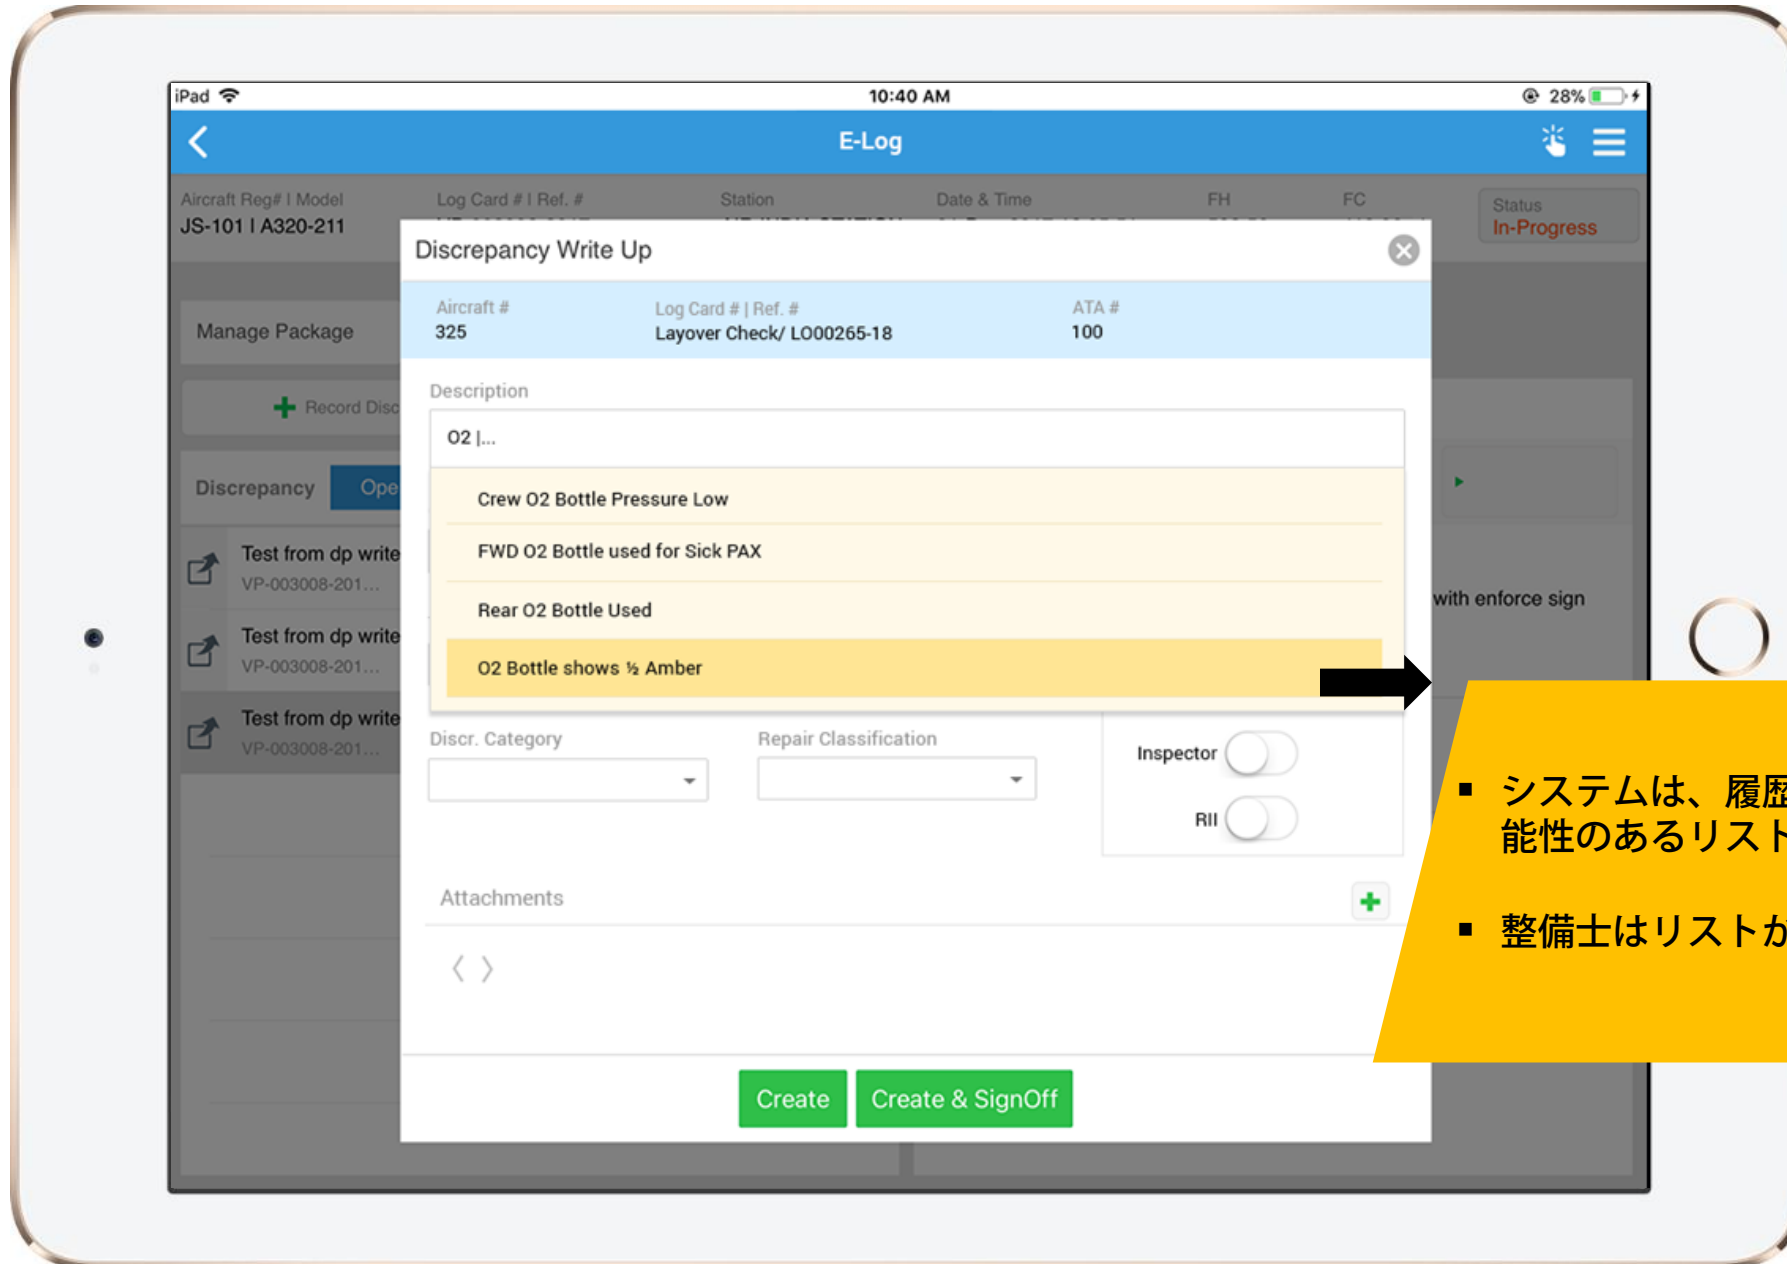 iPad 10:40 AM 28%
E-Log
Aircraft Reg# | Model Log Card # | Ref. # Station Date & Time FH FC Status
JS-101 | A320-211 In-Progress
Discrepancy Write Up
Aircraft # Log Card # | Ref. # ATA #
325 Layover Check/ LO00265-18 100
Manage Package
Description
Record Disc
O2 |...
Discrepancy Ope
Crew O2 Bottle Pressure Low
FWD O2 Bottle used for Sick PAX
Rear O2 Bottle Used
O2 Bottle shows ½ Amber
Test from dp write
VP-003008-201...
Test from dp write
VP-003008-201...
Test from dp write
VP-003008-201...
with enforce sign
Discr. Category Repair Classification Inspector
RII
Attachments
Create Create & SignOff
▪ システムは、履歴
能性のあるリスト
▪ 整備士はリストか